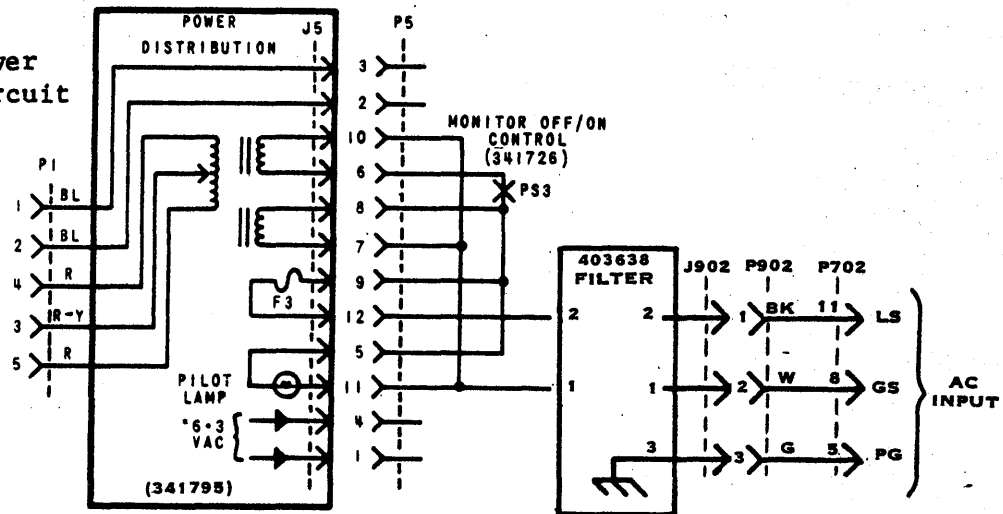 wer
rcuit
POWER
DISTRIBUTION
J5
P5
P1
1
BL
2
BL
4
R
3
R-Y
5
R
F3
PILOT
LAMP
*6.3
VAC
(341795)
3
2
10
6
8
7
9
12
5
11
4
1
MONITOR OFF/ON
CONTROL
(341726)
PS3
403638
FILTER
2
2
1
1
3
J902
P902
P702
1
BK
11
LS
2
W
8
GS
3
G
5
PG
AC
INPUT